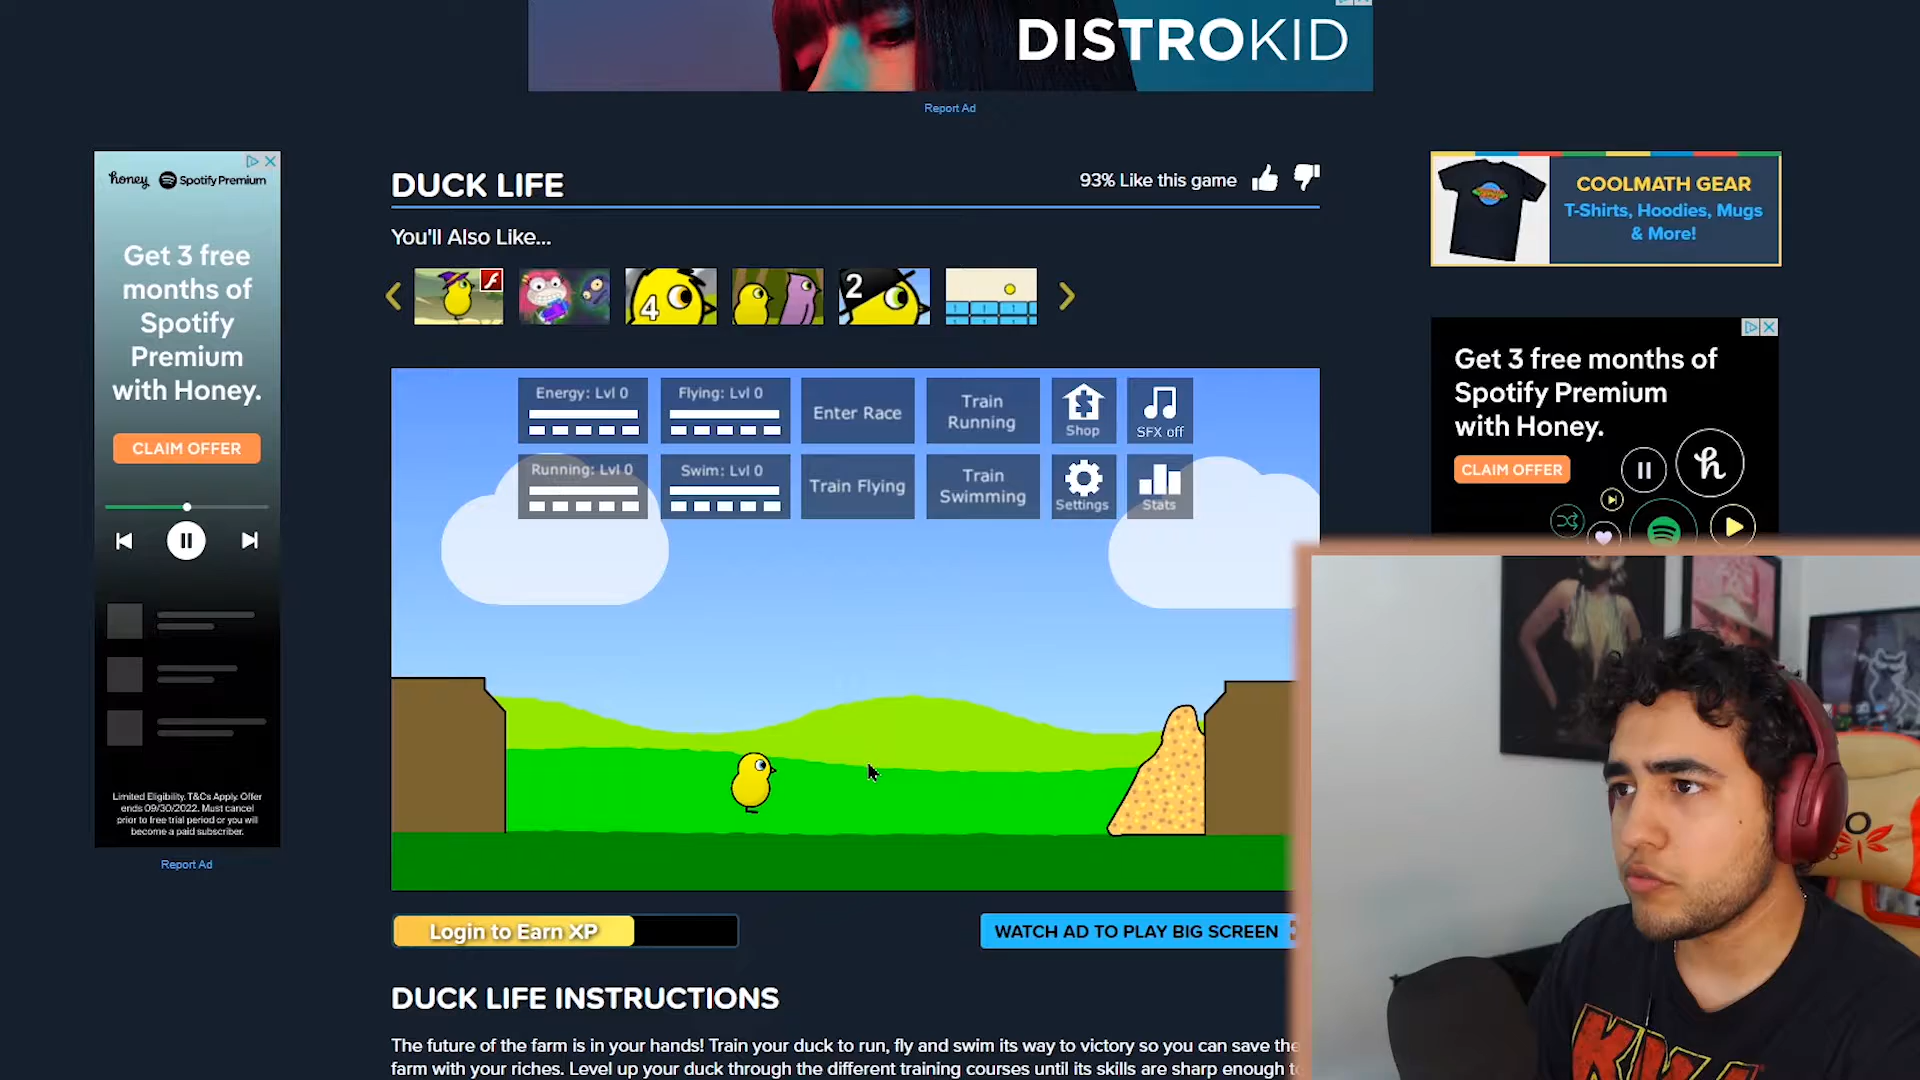 DISTROKID
Report Ad
honey Spotify Premium
Get 3 free
months of
Spotify
Premium
with Honey.
CLAIM OFFER
Limited Eligibility. T&Cs Apply. Offer
ends 09/30/2022. Must cancel
prior to free trial period or you will
become a paid subscriber.
Report Ad
DUCK LIFE
93% Like this game
You'll Also Like...
4
2
Energy: Lvl 0
Flying: Lvl 0
Enter Race
Train
Running
Shop
SFX off
Running: Lvl 0
Swim: Lvl 0
Train Flying
Train
Swimming
Settings
Stats
Login to Earn XP
WATCH AD TO PLAY BIG SCREEN
DUCK LIFE INSTRUCTIONS
The future of the farm is in your hands! Train your duck to run, fly and swim its way to victory so you can save the
farm with your riches. Level up your duck through the different training courses until its skills are sharp enough
COOLMATH GEAR
T-Shirts, Hoodies, Mugs
& More!
Get 3 free months of
Spotify Premium
with Honey.
CLAIM OFFER
h